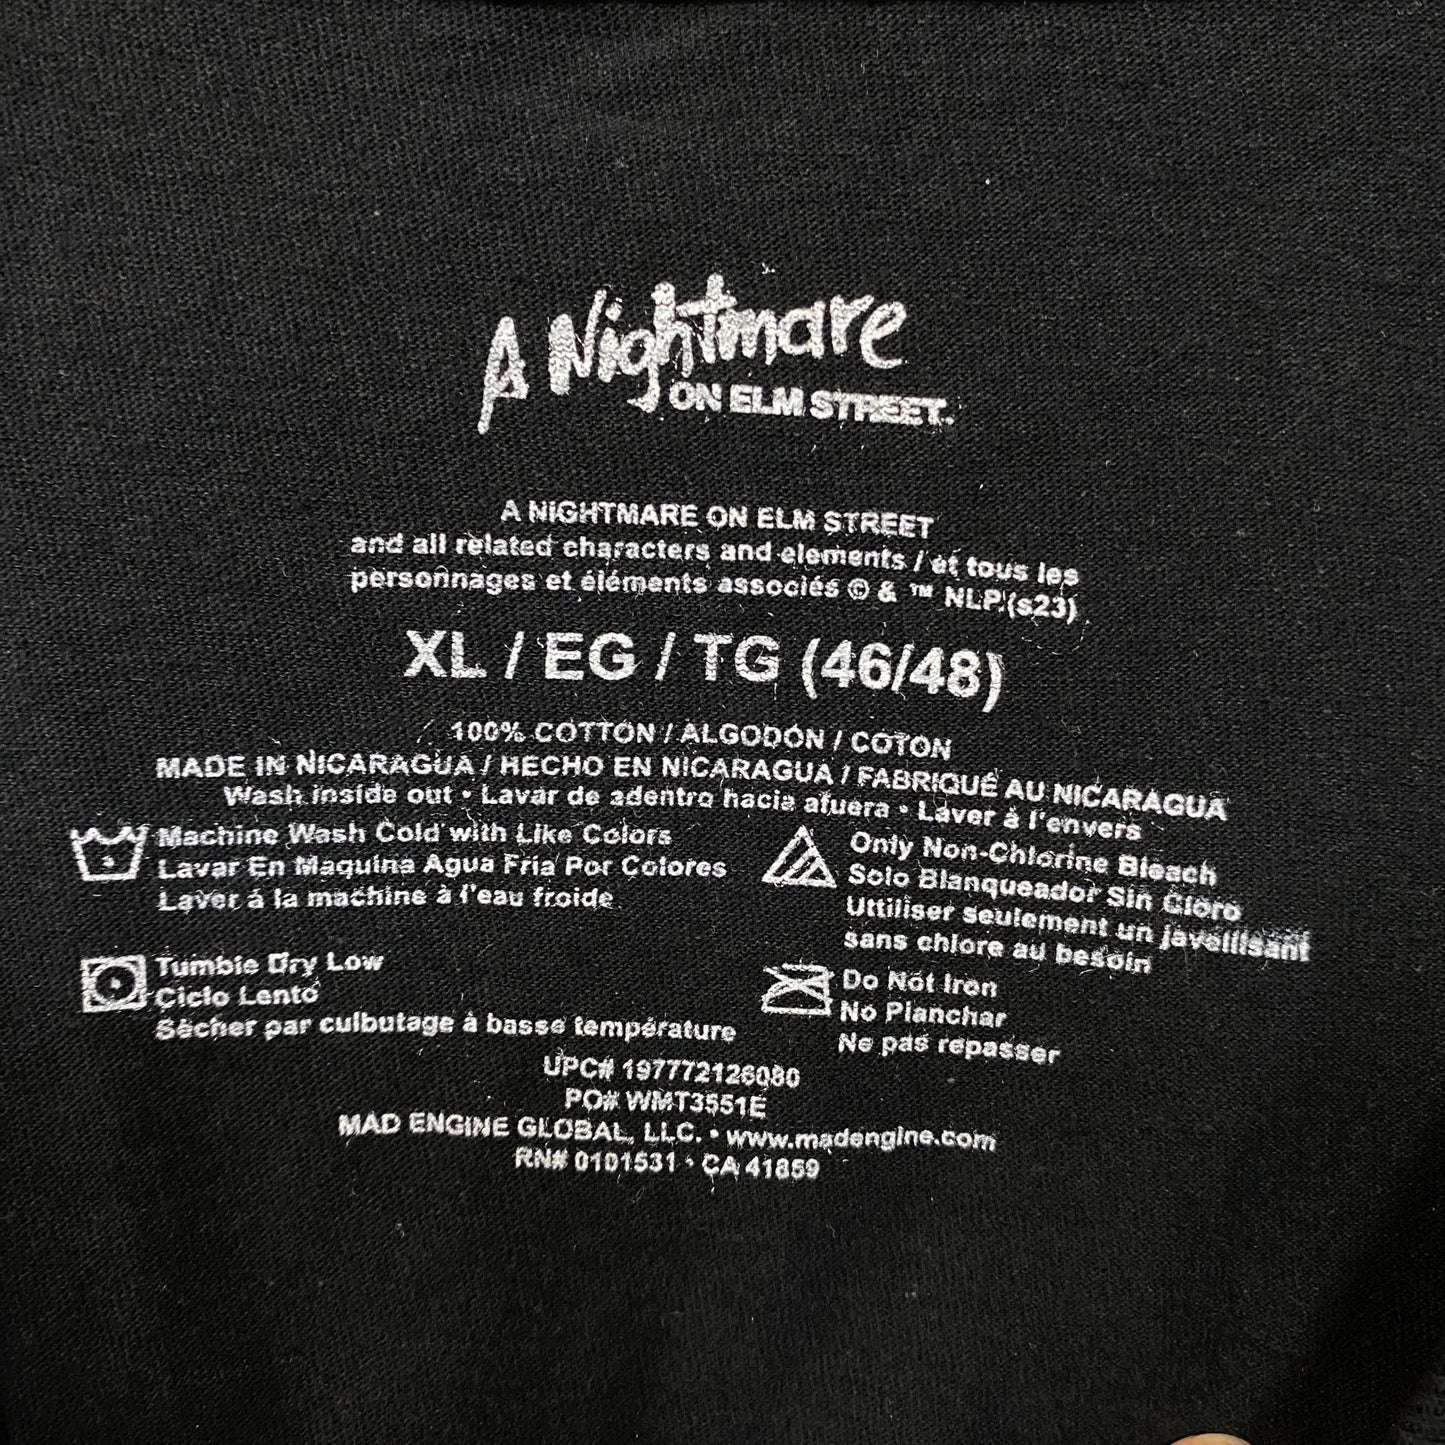 A Nightmare
ON ELM STREET™
A NIGHTMARE ON ELM STREET
and all related characters and elements / et tous les
personnages et éléments associés © & ™ NLP. (s23)
XL / EG / TG (46/48)
100% COTTON / ALGODÓN / COTON
MADE IN NICARAGUA / HECHO EN NICARAGUA / FABRIQUÉ AU NICARAGUA
Wash inside out • Lavar de adentro hacia afuera • Laver à l'envers
Machine Wash Cold with Like Colors
Lavar En Maquina Agua Fria Por Colores
Laver á la machine à l'eau froide
Only Non-Chlorine Bleach
Solo Blanqueador Sin Cloro
Uttiliser seulement un javellisant
sans chlore au besoin
Tumble Dry Low
Ciclo Lento
Sècher par culbutage à basse température
Do Not Iron
No Planchar
Ne pas repasser
UPC# 197772126080
PO# WMT3551E
MAD ENGINE GLOBAL, LLC. • www.madengine.com
RN# 0101531 • CA 41859